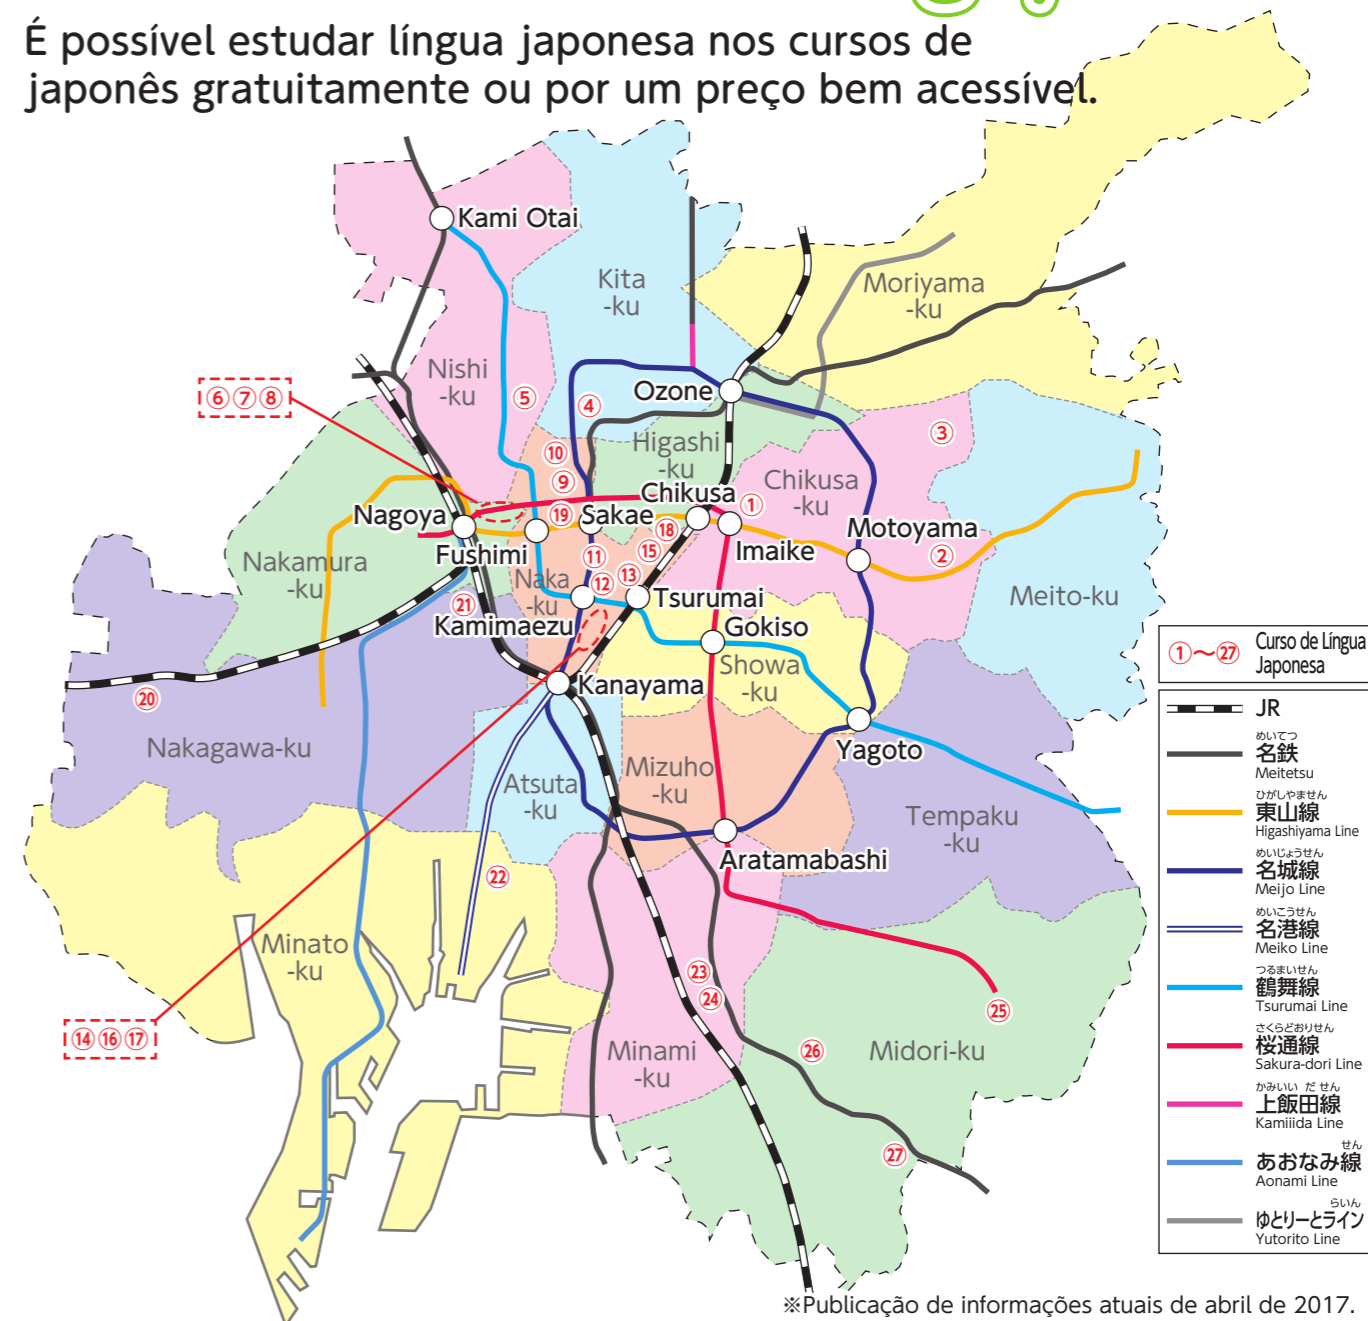 É possível estudar língua japonesa nos cursos de
japonês gratuitamente ou por um preço bem acessível.
Kami Otai
Kita
-ku
Moriyama
-ku
Nishi
-ku
⑥⑦⑧
⑤
④
Ozone
③
Higashi
-ku
⑩
⑨
Chikusa
-ku
Chikusa
①
Nagoya
⑲
Sakae
⑱
Motoyama
Fushimi
⑪
⑮
Imaike
②
Nakamura
-ku
Naka
-ku
⑫
⑬
Tsurumai
Meito-ku
㉑
Kamimaezu
Gokiso
Showa
-ku
⑳
Kanayama
Nakagawa-ku
Yagoto
Atsuta
-ku
Mizuho
-ku
Tempaku
-ku
Aratamabashi
㉒
Minato
-ku
㉓
㉔
㉕
⑭⑯⑰
Minami
-ku
㉖
Midori-ku
㉗
①～㉗
Curso de Língua
Japonesa
JR
めいてつ
名鉄
Meitetsu
ひがしやません
東山線
Higashiyama Line
めいじょうせん
名城線
Meijo Line
めいこうせん
名港線
Meiko Line
つるまいせん
鶴舞線
Tsurumai Line
さくらどおりせん
桜通線
Sakura-dori Line
かみいい だ せん
上飯田線
Kamiiida Line
せん
あおなみ線
Aonami Line
らいん
ゆとりーとライン
Yutorito Line
※Publicação de informações atuais de abril de 2017.